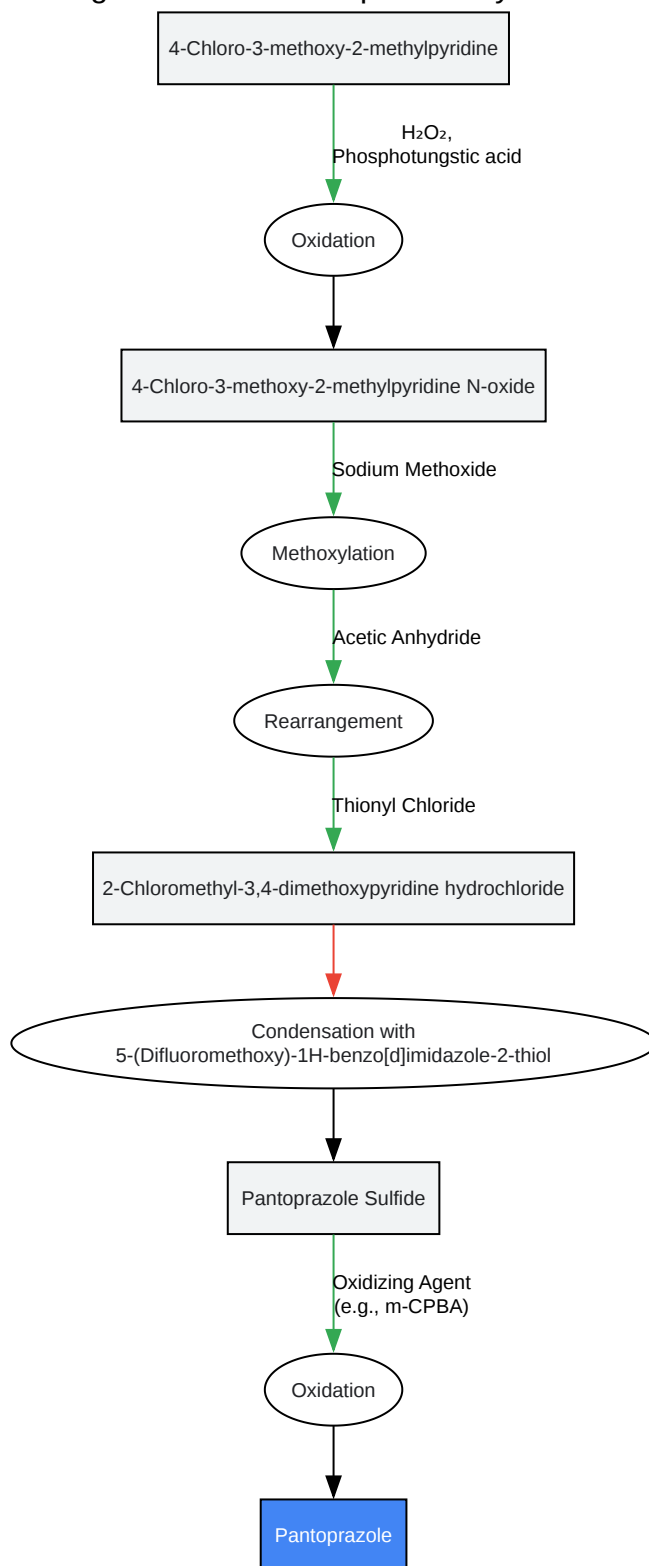 4-Chloro-3-methoxy-2-methylpyridine
H₂O₂,
Phosphotungstic acid
Oxidation
4-Chloro-3-methoxy-2-methylpyridine N-oxide
Sodium Methoxide
Methoxylation
Acetic Anhydride
Rearrangement
Thionyl Chloride
2-Chloromethyl-3,4-dimethoxypyridine hydrochloride
Condensation with
5-(Difluoromethoxy)-1H-benzo[d]imidazole-2-thiol
Pantoprazole Sulfide
Oxidizing Agent
(e.g., m-CPBA)
Oxidation
Pantoprazole